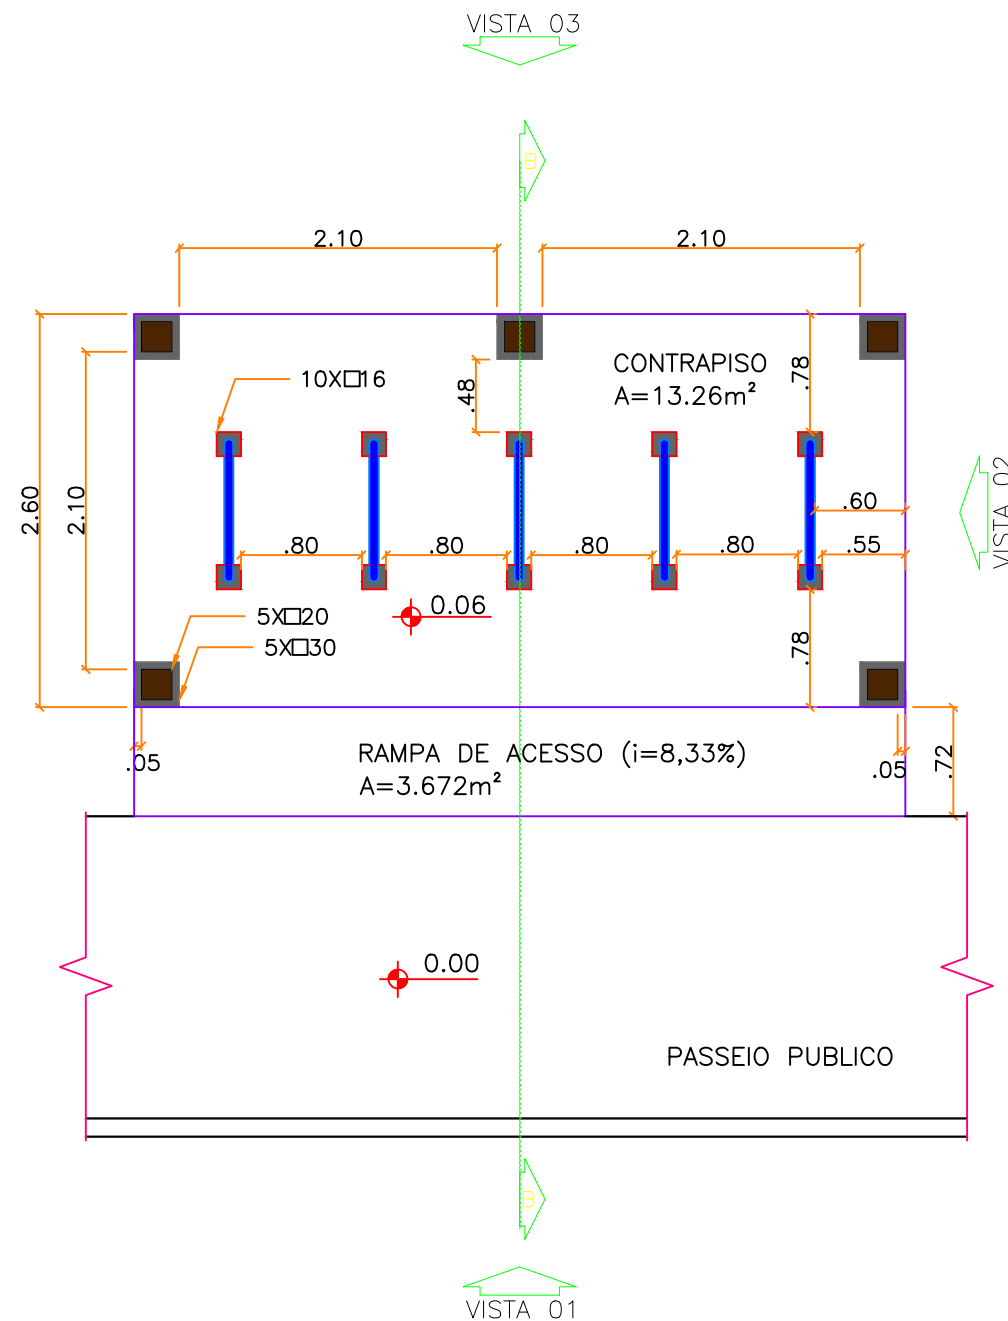 VISTA 03
B
2.10
2.10
CONTRAPISO
A=13.26m²
.78
10X□16
.48
2.60
2.10
VISTA 02
.60
.80
.80
.80
.80
.55
0.06
5X□20
5X□30
.78
.05
RAMPA DE ACESSO (i=8,33%)
A=3.672m²
.05
.72
0.00
PASSEIO PUBLICO
B
VISTA 01